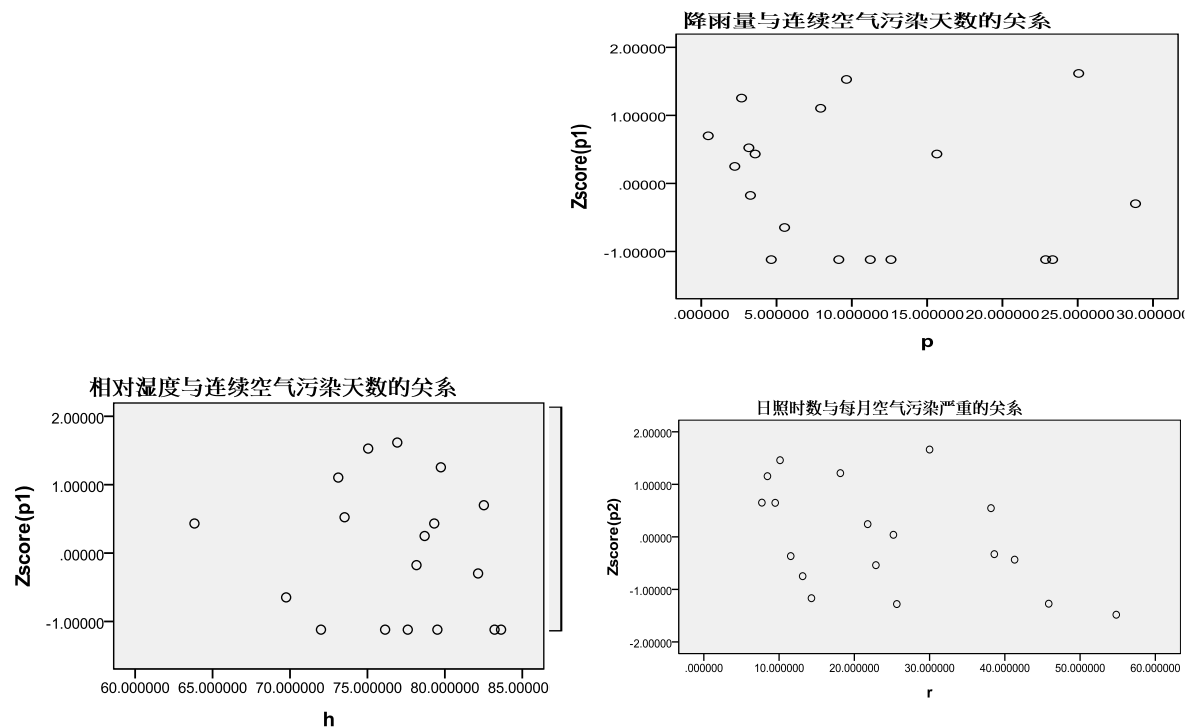 降雨量与连续空气污染天数的关系
2.00000
1.00000
.00000
-1.00000
Zscore(p1)
.000000 5.000000 10.000000 15.000000 20.000000 25.000000 30.000000
p
相对湿度与连续空气污染天数的关系
2.00000
1.00000
.00000
-1.00000
Zscore(p1)
60.000000 65.000000 70.000000 75.000000 80.000000 85.00000
h
日照时数与每月空气污染严重的关系
2.00000
1.00000
.00000
-1.00000
-2.00000
Zscore(p2)
.000000 10.000000 20.000000 30.000000 40.000000 50.000000 60.000000
r